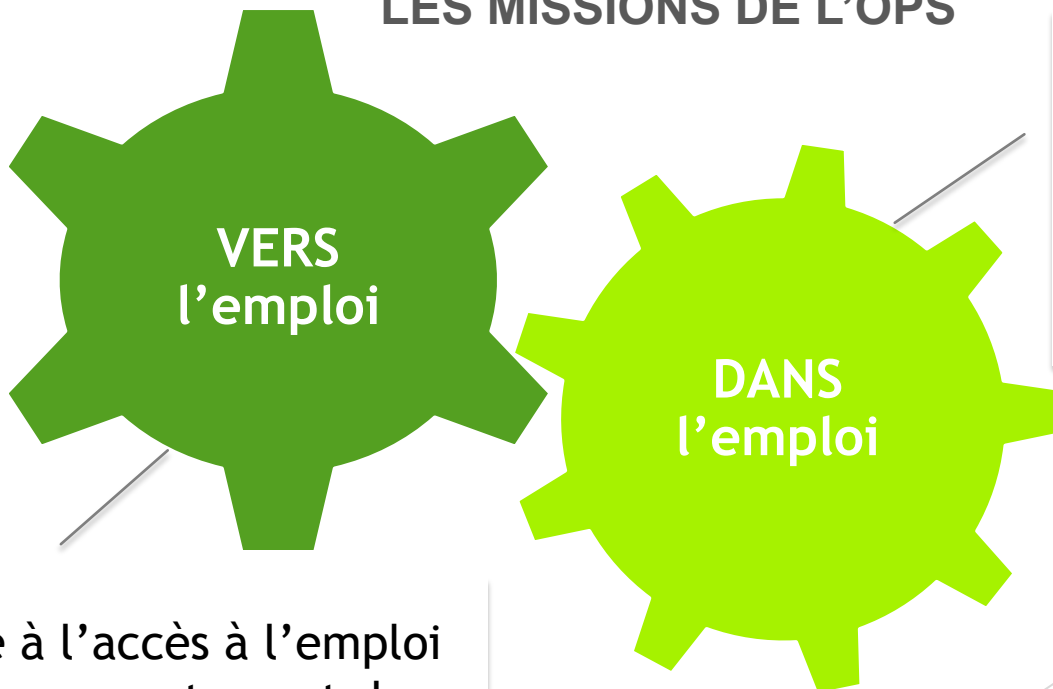 LES MISSIONS DE L’OPS
VERS
l’emploi
DANS
l’emploi
à l’accès à l’emploi